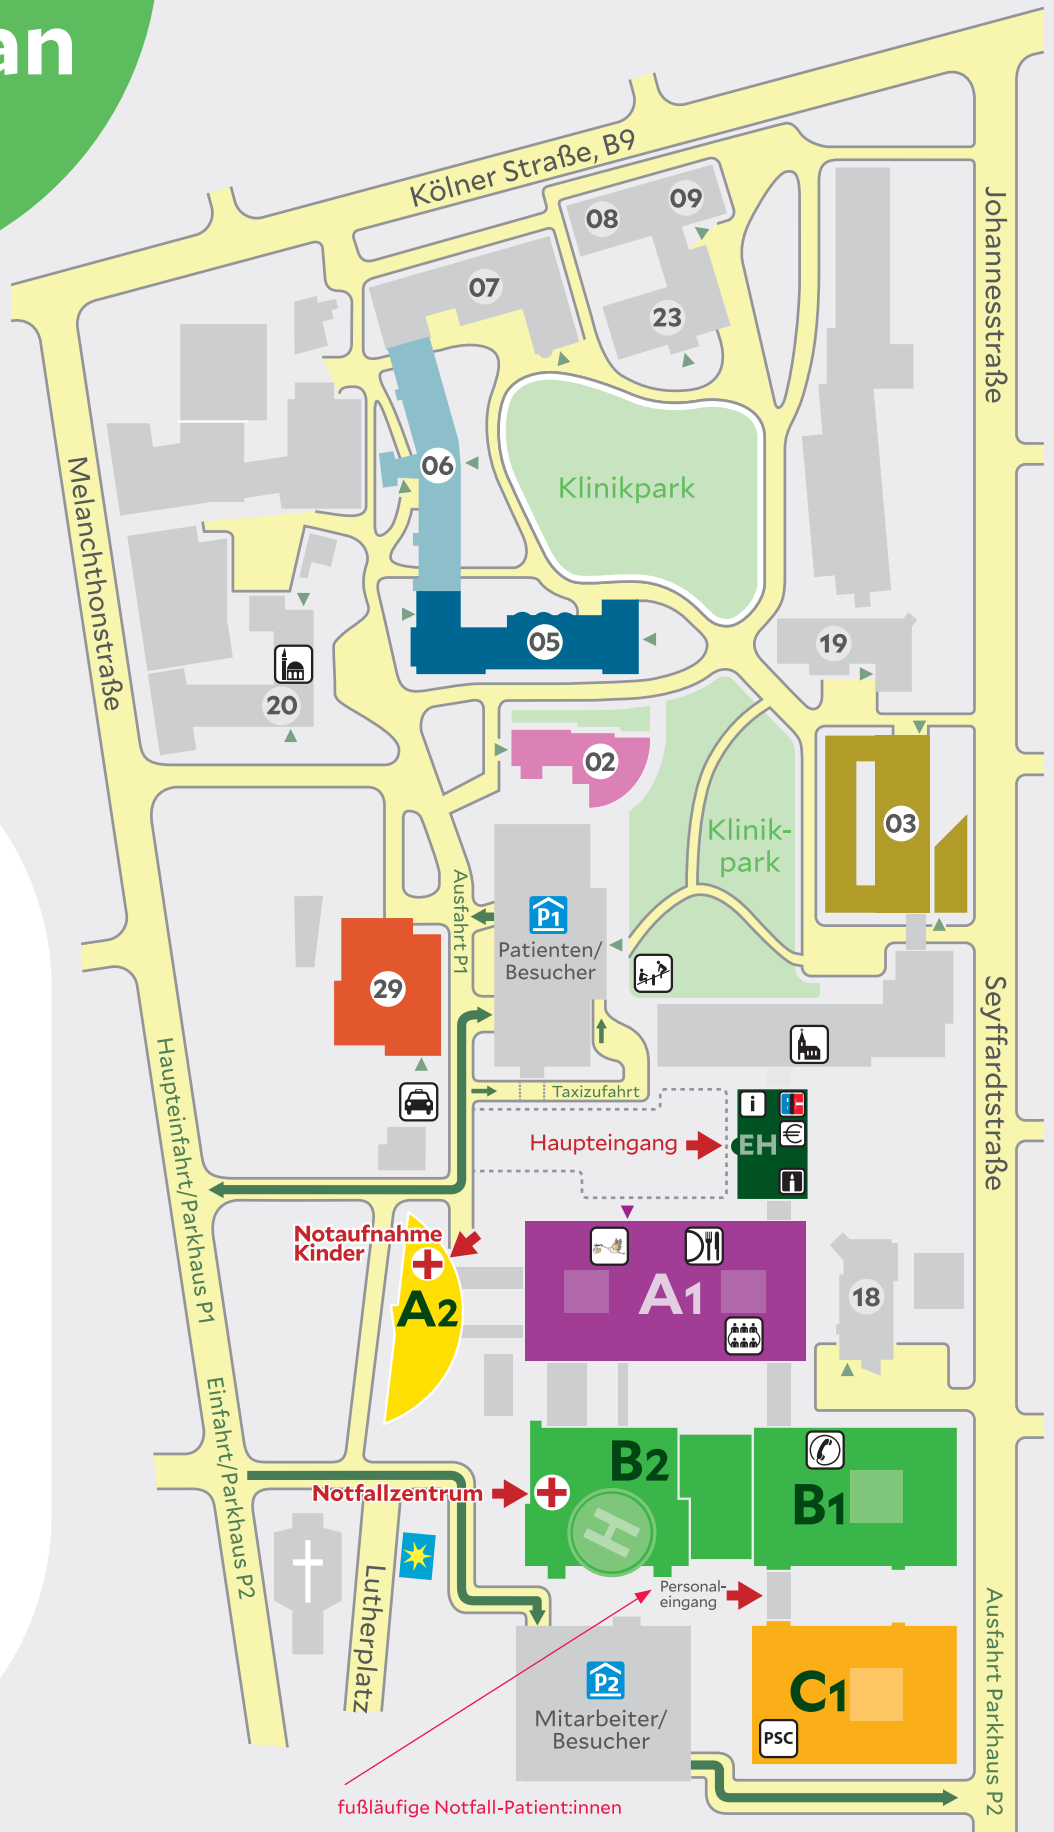 an
Kölner Straße, B9
09
08
07
23
Johannesstraße
06
Klinikpark
Melanchthonstraße
05
19
20
02
03
Klinik-
park
Ausfahrt P1
P1
Patienten/
Besucher
29
Seyffardtstraße
Haupteinfahrt/Parkhaus P1
Taxizufahrt
i
Haupteingang
EH
€
i
Notaufnahme
Kinder
A2
A1
18
Einfahrt/Parkhaus P2
B2
Notfallzentrum
B1
H
Lutherplatz
Personal-
eingang
Ausfahrt Parkhaus P2
P2
Mitarbeiter/
Besucher
C1
PSC
fußläufige Notfall-Patient:innen